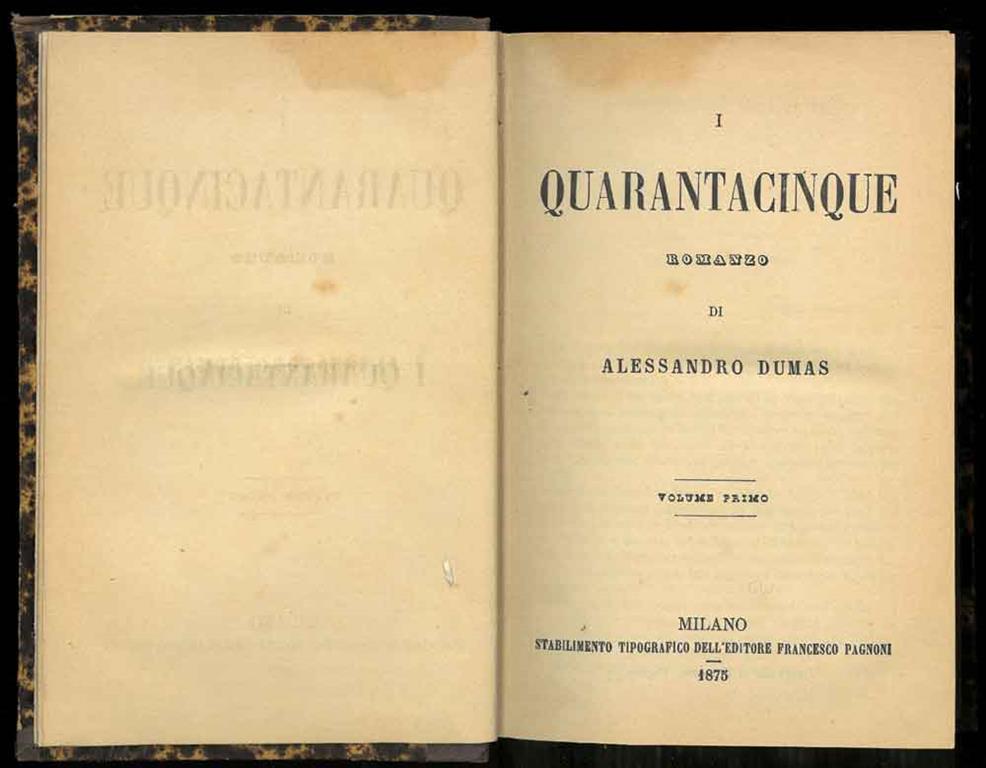 I
QUARANTACINQUE
ROMANZO
DI
ALESSANDRO DUMAS
VOLUME PRIMO
MILANO
STABILIMENTO TIPOGRAFICO DELL'EDITORE FRANCESCO PAGNONI
1875